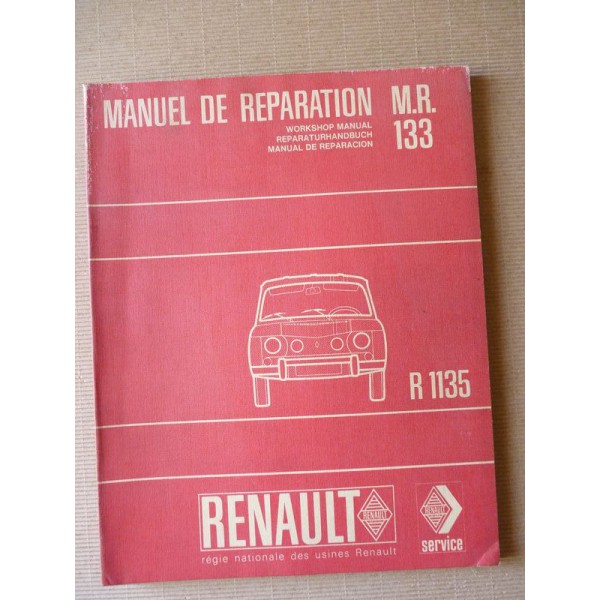 MANUEL DE REPARATION M.R. 133
WORKSHOP MANUAL
REPARATURHANDBUCH
MANUAL DE REPARACION
R 1135
RENAULT
RENAULT
régie nationale des usines Renault
RENAULT
service